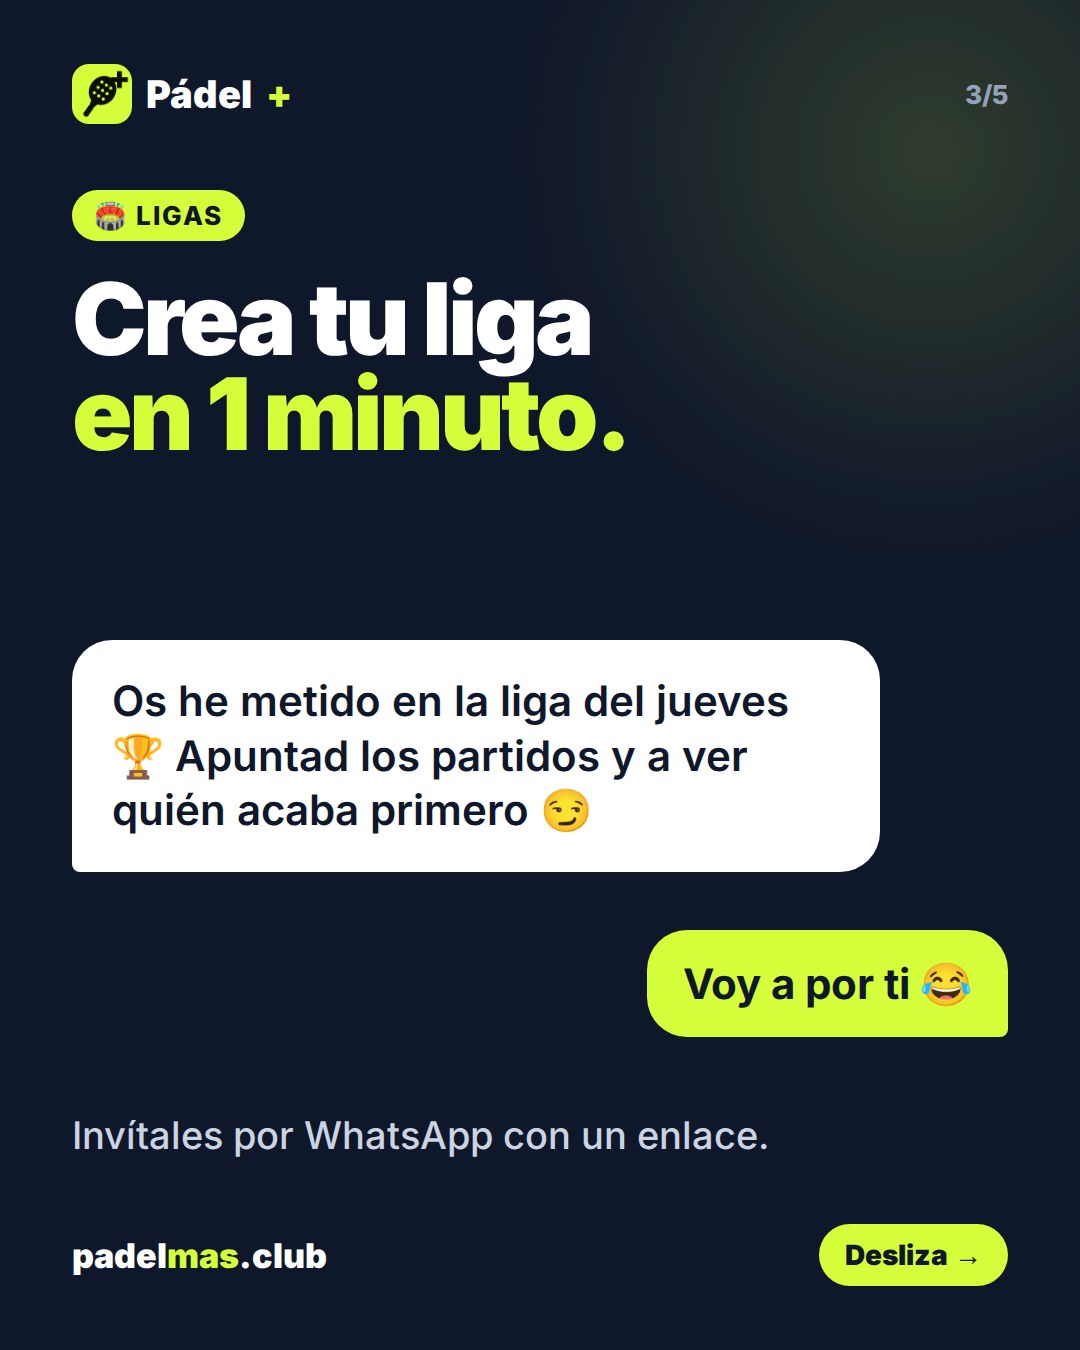 Pádel +
3/5
🏟️ LIGAS
Crea tu liga
en 1 minuto.
Os he metido en la liga del jueves
🏆 Apuntad los partidos y a ver
quién acaba primero 😏
Voy a por ti 😂
Invítales por WhatsApp con un enlace.
padelmas.club
Desliza →